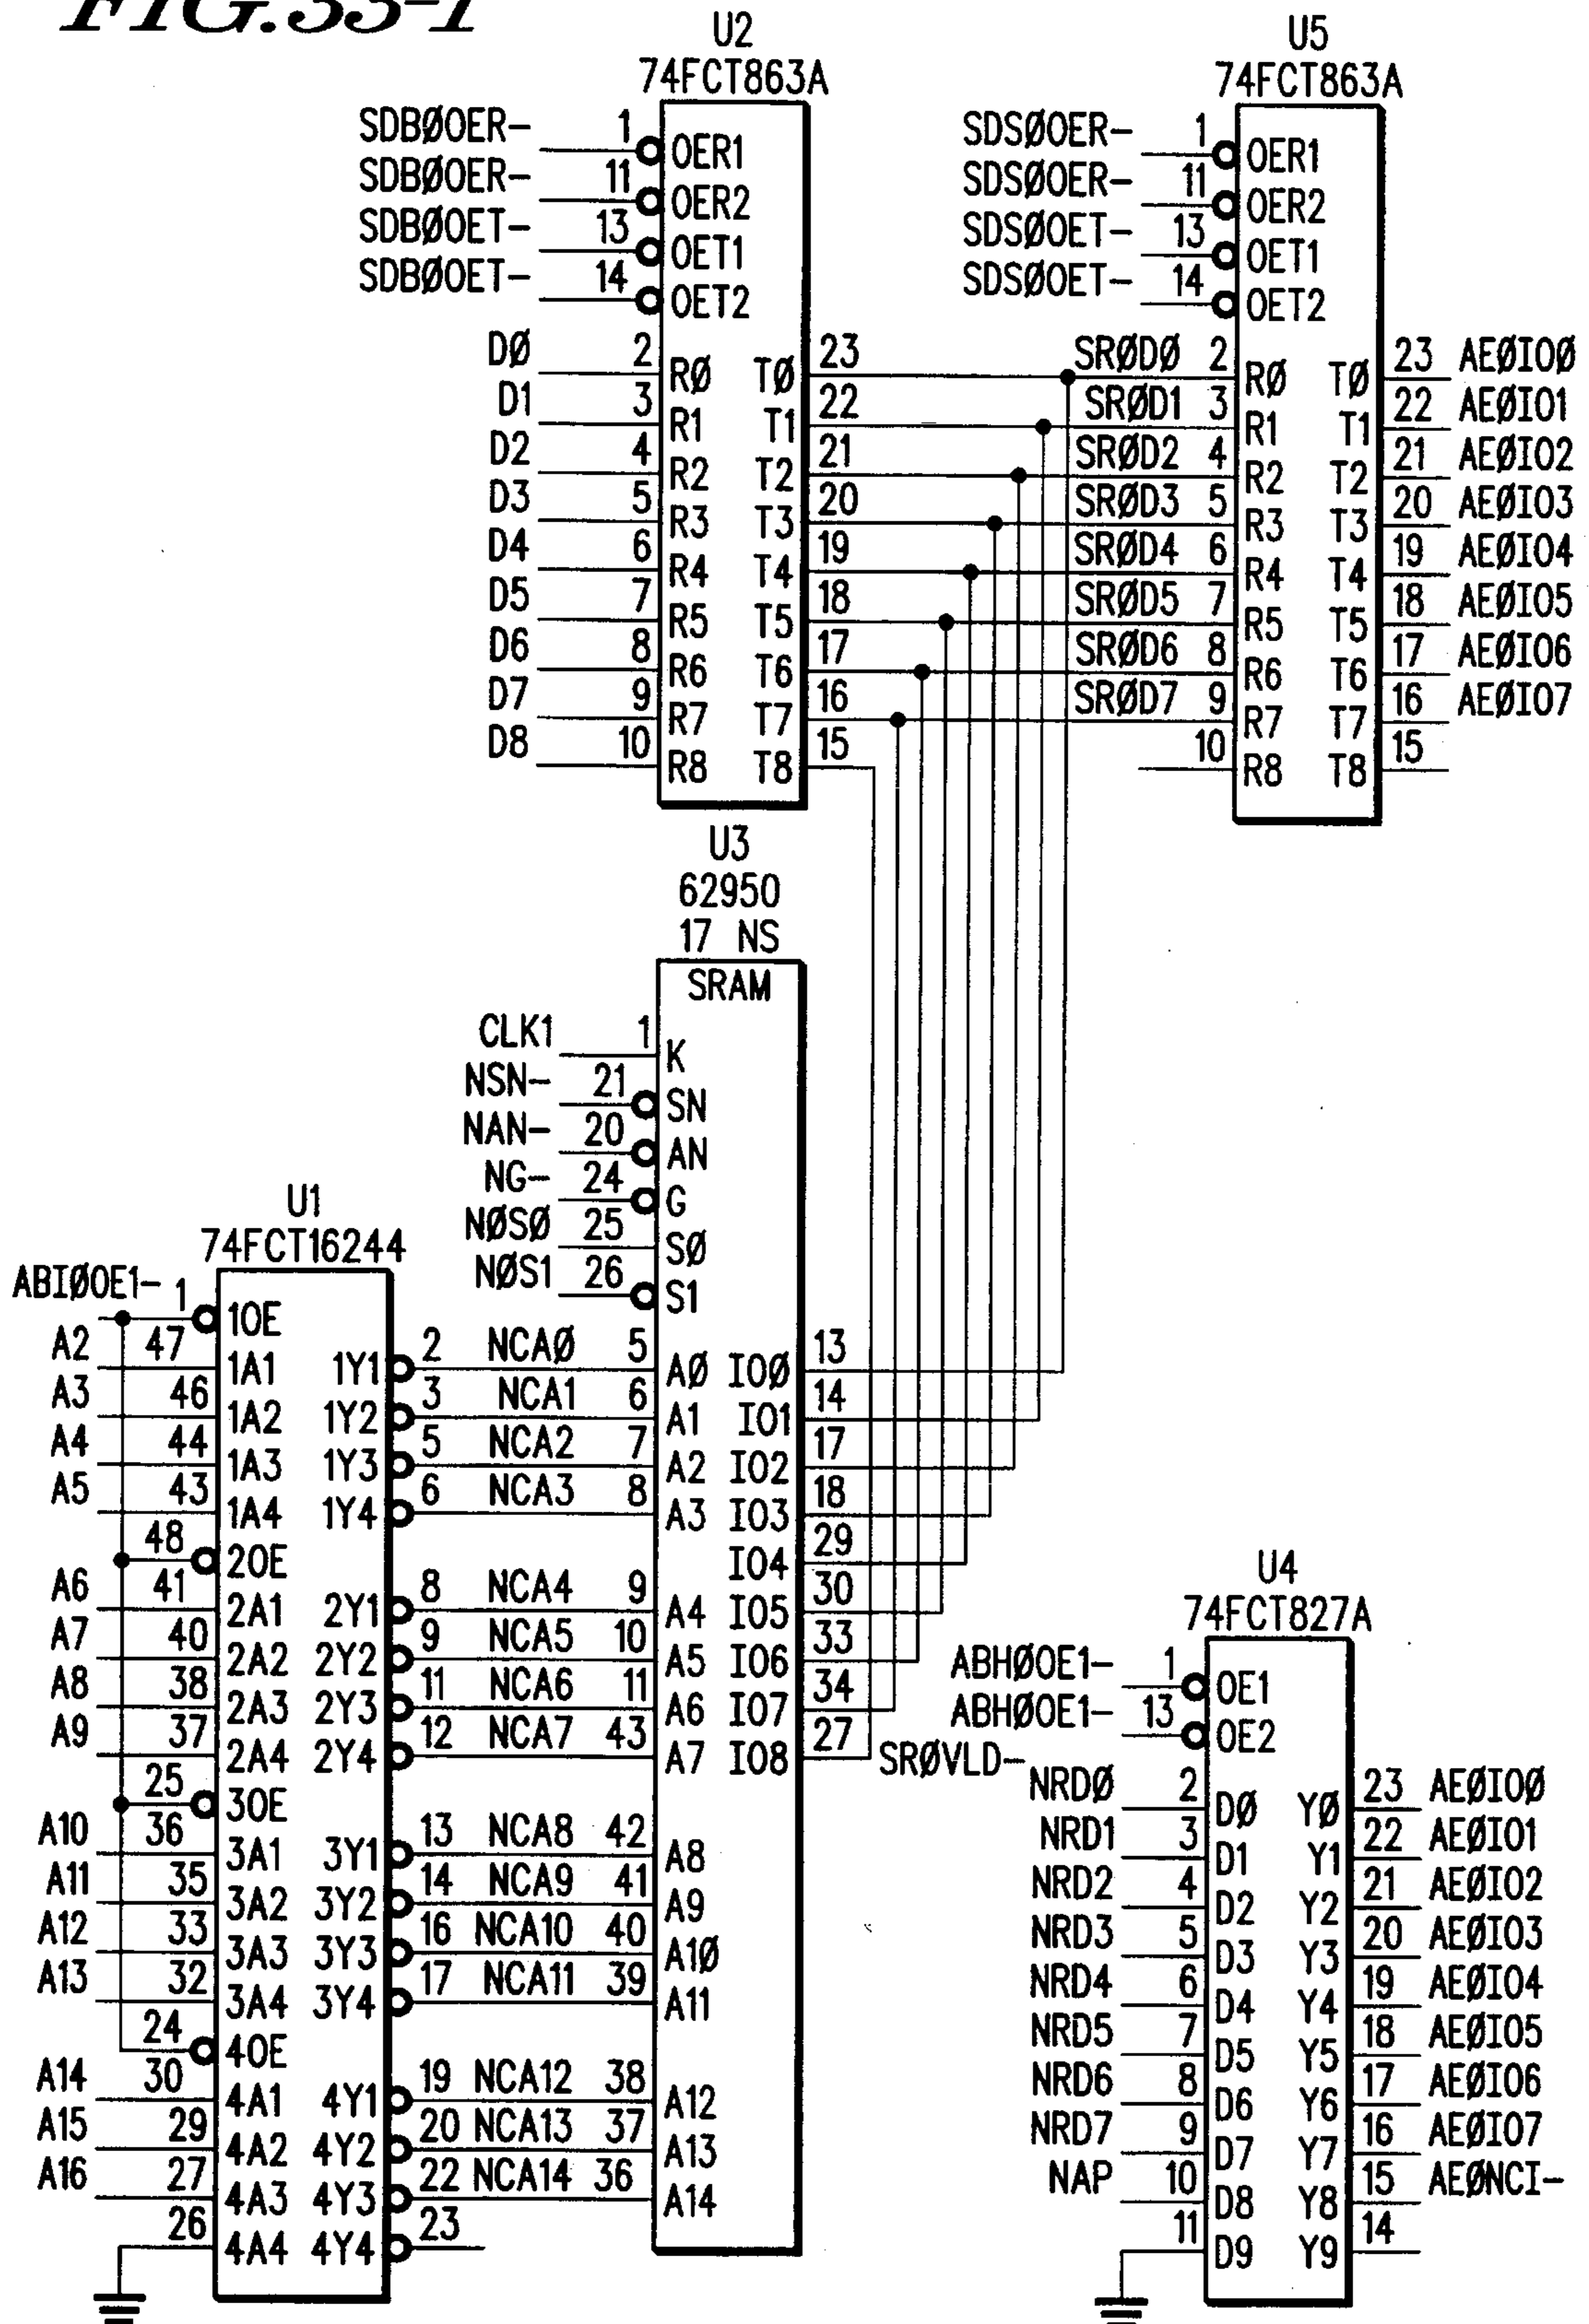 FIG.33-1
U2
74FCT863A
SDBØOER- 1 OER1
SDBØOER- 11 OER2
SDBØOET- 13 OET1
SDBØOET- 14 OET2
DØ 2 RØ TØ 23
D1 3 R1 T1 22
D2 4 R2 T2 21
D3 5 R3 T3 20
D4 6 R4 T4 19
D5 7 R5 T5 18
D6 8 R6 T6 17
D7 9 R7 T7 16
D8 10 R8 T8 15
U5
74FCT863A
SDSØOER- 1 OER1
SDSØOER- 11 OER2
SDSØOET- 13 OET1
SDSØOET- 14 OET2
SRØDØ 2 RØ TØ 23 AEØIOØ
SRØD1 3 R1 T1 22 AEØIO1
SRØD2 4 R2 T2 21 AEØIO2
SRØD3 5 R3 T3 20 AEØIO3
SRØD4 6 R4 T4 19 AEØIO4
SRØD5 7 R5 T5 18 AEØIO5
SRØD6 8 R6 T6 17 AEØIO6
SRØD7 9 R7 T7 16 AEØIO7
10 R8 T8 15
U3
62950
17 NS
SRAM
CLK1 1 K
NSN- 21 SN
NAN- 20 AN
NG- 24 G
NØSØ 25 SØ
NØS1 26 S1
NCAØ 5 AØ IOØ 13
NCA1 6 A1 IO1 14
NCA2 7 A2 IO2 17
NCA3 8 A3 IO3 18
IO4 29
NCA4 9 A4 IO5 30
NCA5 10 A5 IO6 33
NCA6 11 A6 IO7 34
NCA7 43 A7 IO8 27 SRØVLD-
NCA8 42 A8
NCA9 41 A9
NCA10 40 A1Ø
NCA11 39 A11
NCA12 38 A12
NCA13 37 A13
NCA14 36 A14
U1
74FCT16244
ABIØOE1- 1 1OE
A2 47 1A1 1Y1 2
A3 46 1A2 1Y2 3
A4 44 1A3 1Y3 5
A5 43 1A4 1Y4 6
48 2OE
A6 41 2A1 2Y1 8
A7 40 2A2 2Y2 9
A8 38 2A3 2Y3 11
A9 37 2A4 2Y4 12
25 3OE
A10 36 3A1 3Y1 13
A11 35 3A2 3Y2 14
A12 33 3A3 3Y3 16
A13 32 3A4 3Y4 17
24 4OE
A14 30 4A1 4Y1 19
A15 29 4A2 4Y2 20
A16 27 4A3 4Y3 22
26 4A4 4Y4 23
U4
74FCT827A
ABHØOE1- 1 OE1
ABHØOE1- 13 OE2
NRDØ 2 DØ YØ 23 AEØIOØ
NRD1 3 D1 Y1 22 AEØIO1
NRD2 4 D2 Y2 21 AEØIO2
NRD3 5 D3 Y3 20 AEØIO3
NRD4 6 D4 Y4 19 AEØIO4
NRD5 7 D5 Y5 18 AEØIO5
NRD6 8 D6 Y6 17 AEØIO6
NRD7 9 D7 Y7 16 AEØIO7
NAP 10 D8 Y8 15 AEØNCI-
11 D9 Y9 14